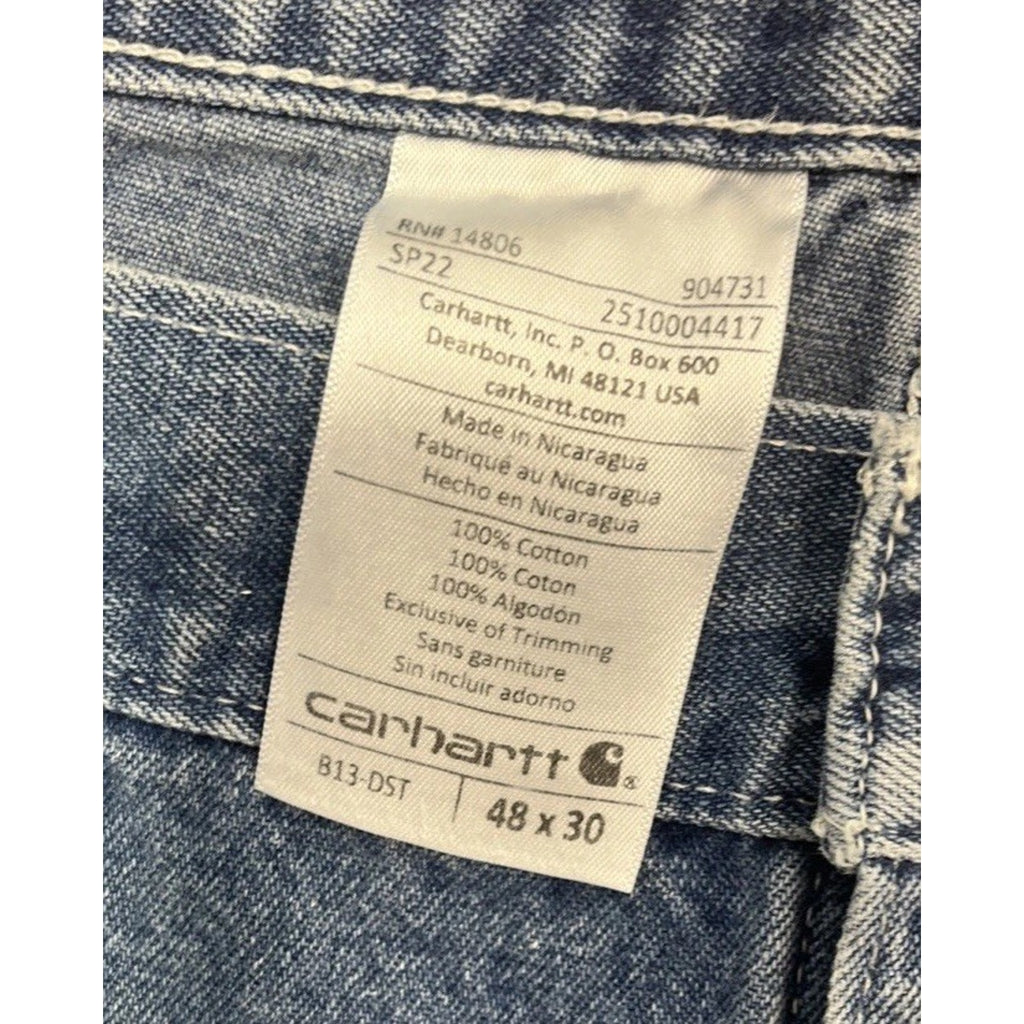 RN# 14806
904731
SP22
2510004417
Carhartt, Inc. P. O. Box 600
Dearborn, MI 48121 USA
carhartt.com
Made in Nicaragua
Fabriqué au Nicaragua
Hecho en Nicaragua
100% Cotton
100% Coton
100% Algodón
Exclusive of Trimming
Sans garniture
Sin incluir adorno
carhartt ®
B13-DST | 48 x 30